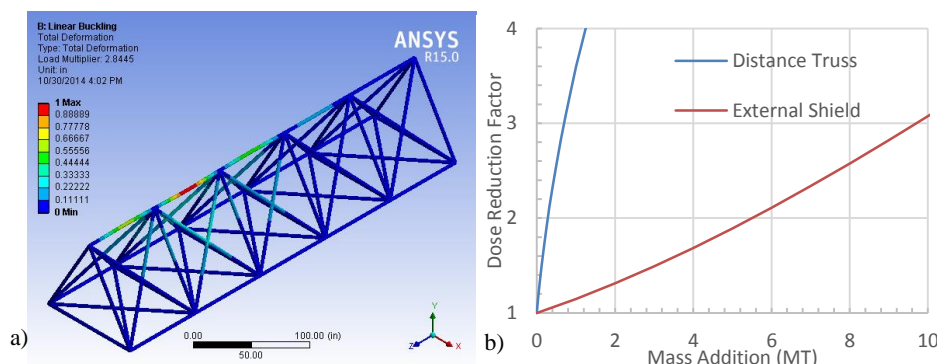 B: Linear Buckling
Total Deformation
Type: Total Deformation
Load Multiplier: 2.8445
Unit: in
10/30/2014 4:02 PM
1 Max
0.88889
0.77778
0.66667
0.55556
0.44444
0.33333
0.22222
0.11111
0 Min
ANSYS
R15.0
0.00
100.00 (in)
50.00
Y
Z
X
a)
Dose Reduction Factor
4
3
2
1
Distance Truss
External Shield
0 2 4 6 8 10
Mass Addition (MT)
b)